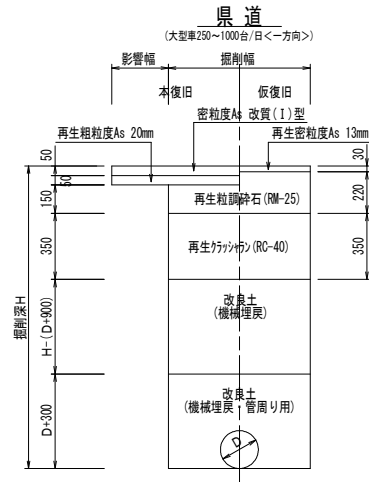 県道
(大型車250～1000台/日<一方向>)
影響幅
掘削幅
本復旧
仮復旧
密粒度As 改質(Ⅰ)型
再生粗粒度As 20mm
再生密粒度As 13mm
50
50
150
350
H-(D+900)
D+300
掘削深H
30
220
350
再生粒調砕石(RM-25)
再生クラッシャラン(RC-40)
改良土
(機械埋戻)
改良土
(機械埋戻・管周り用)
D